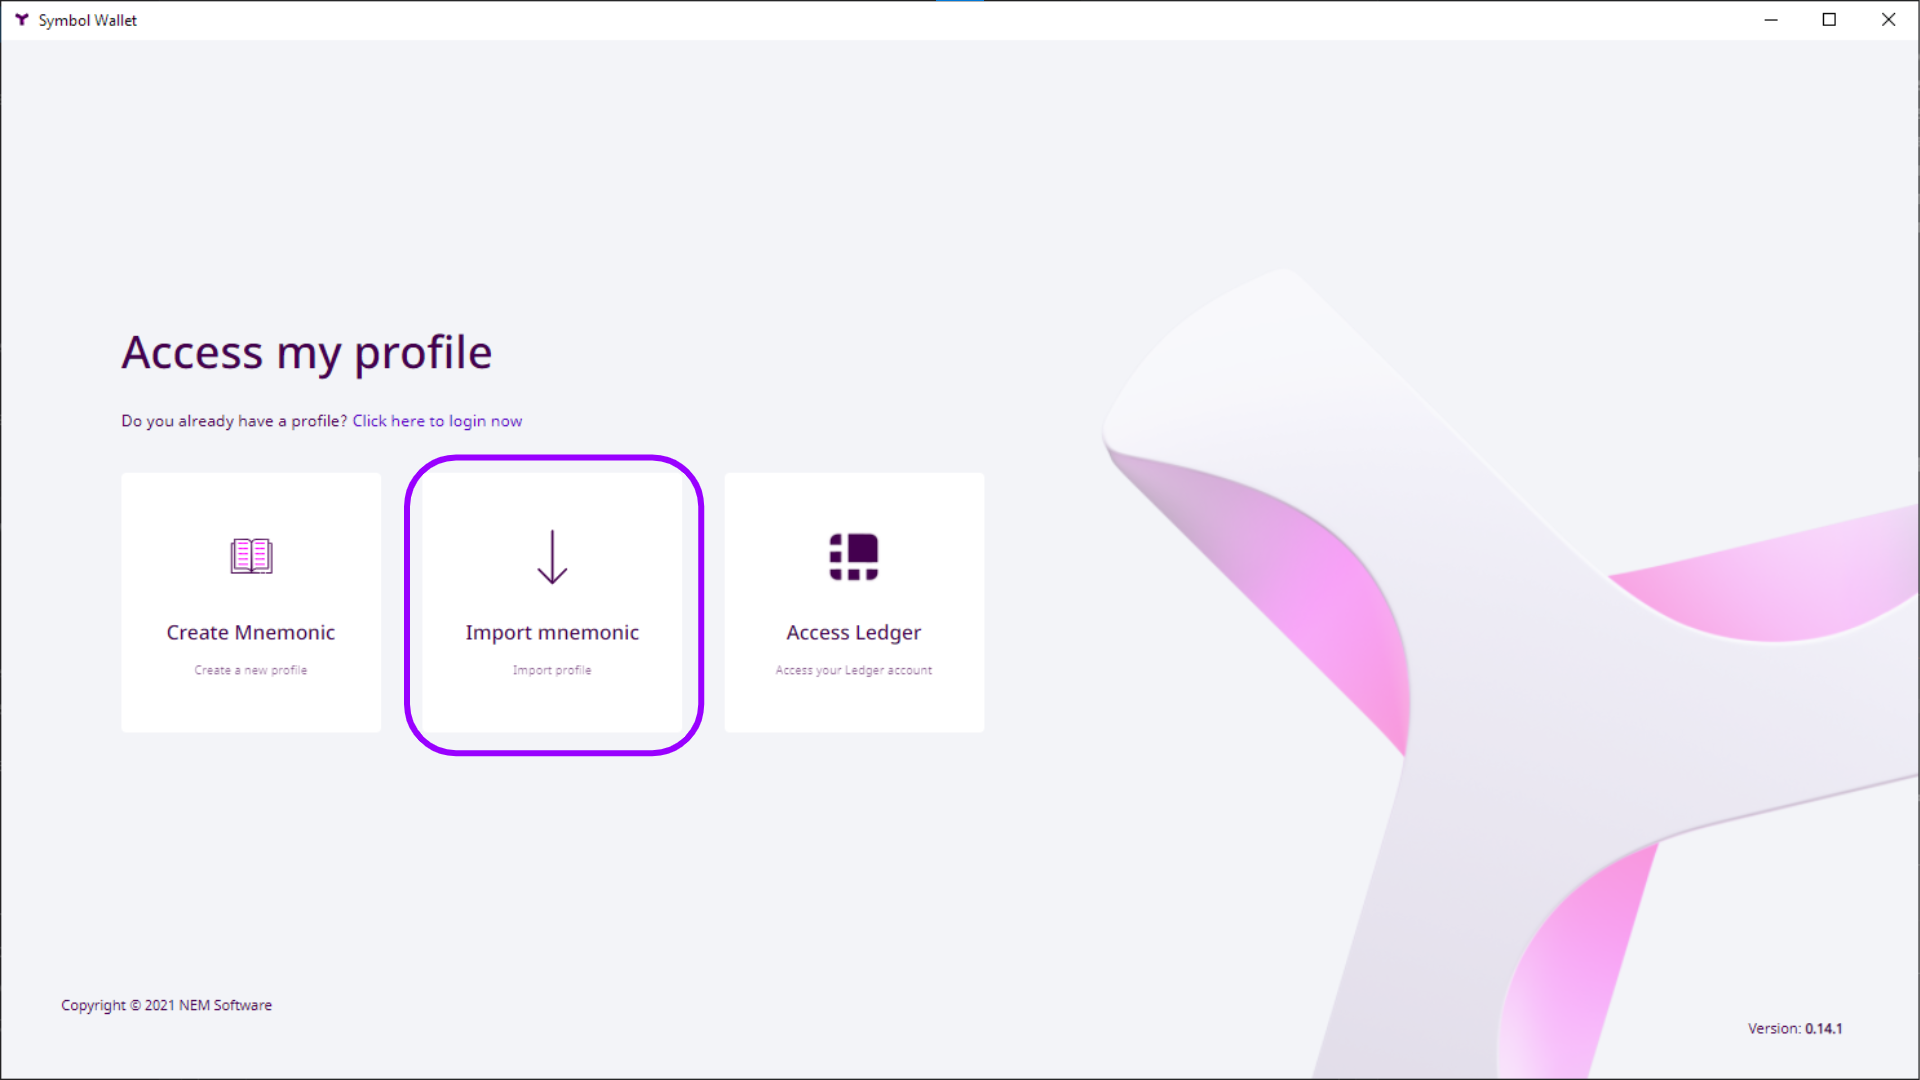 Symbol Wallet
Access my profile
Do you already have a profile? Click here to login now
Create Mnemonic
Create a new profile
Import mnemonic
Import profile
Access Ledger
Access your Ledger account
Copyright © 2021 NEM Software
Version: 0.14.1